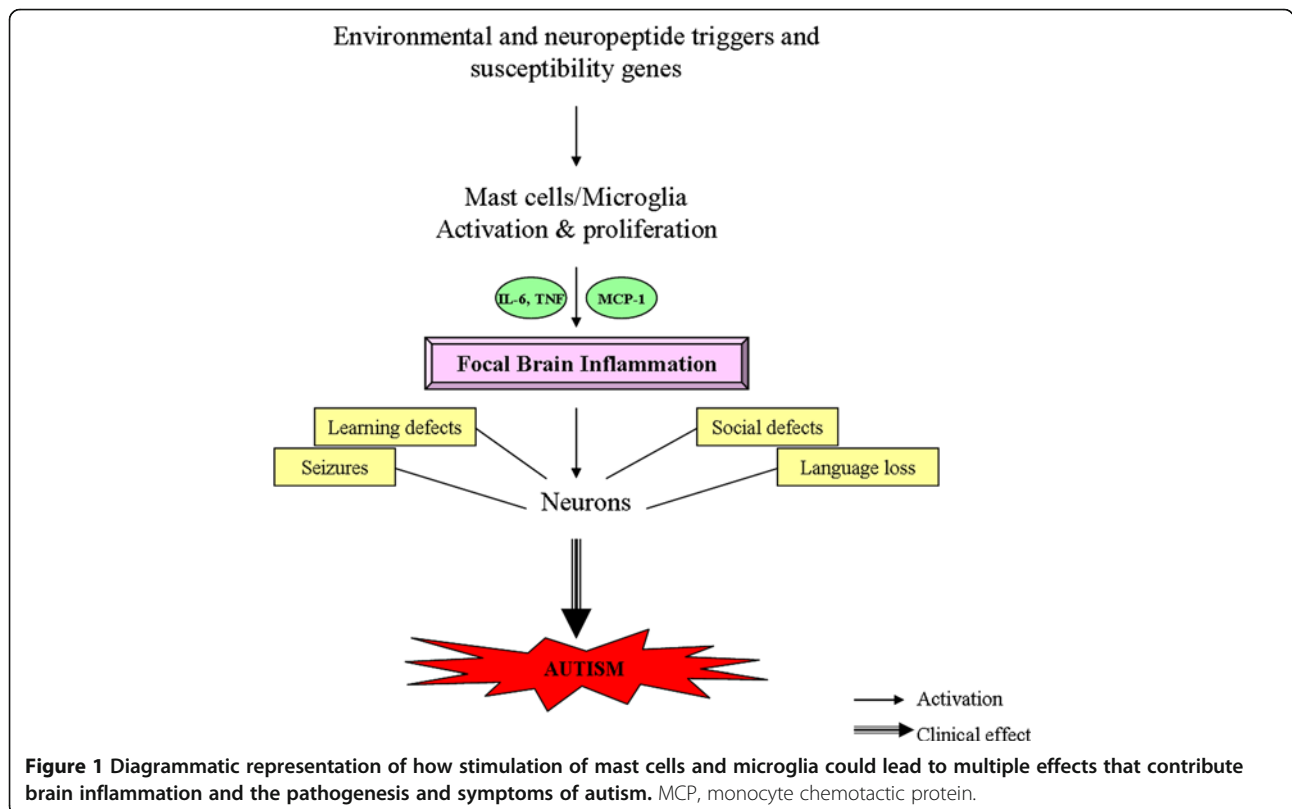 Environmental and neuropeptide triggers and
susceptibility genes
Mast cells/Microglia
Activation & proliferation
IL-6, TNF
MCP-1
Focal Brain Inflammation
Learning defects
Social defects
Seizures
Language loss
Neurons
AUTISM
Activation
Clinical effect
Figure 1 Diagrammatic representation of how stimulation of mast cells and microglia could lead to multiple effects that contribute
brain inflammation and the pathogenesis and symptoms of autism. MCP, monocyte chemotactic protein.